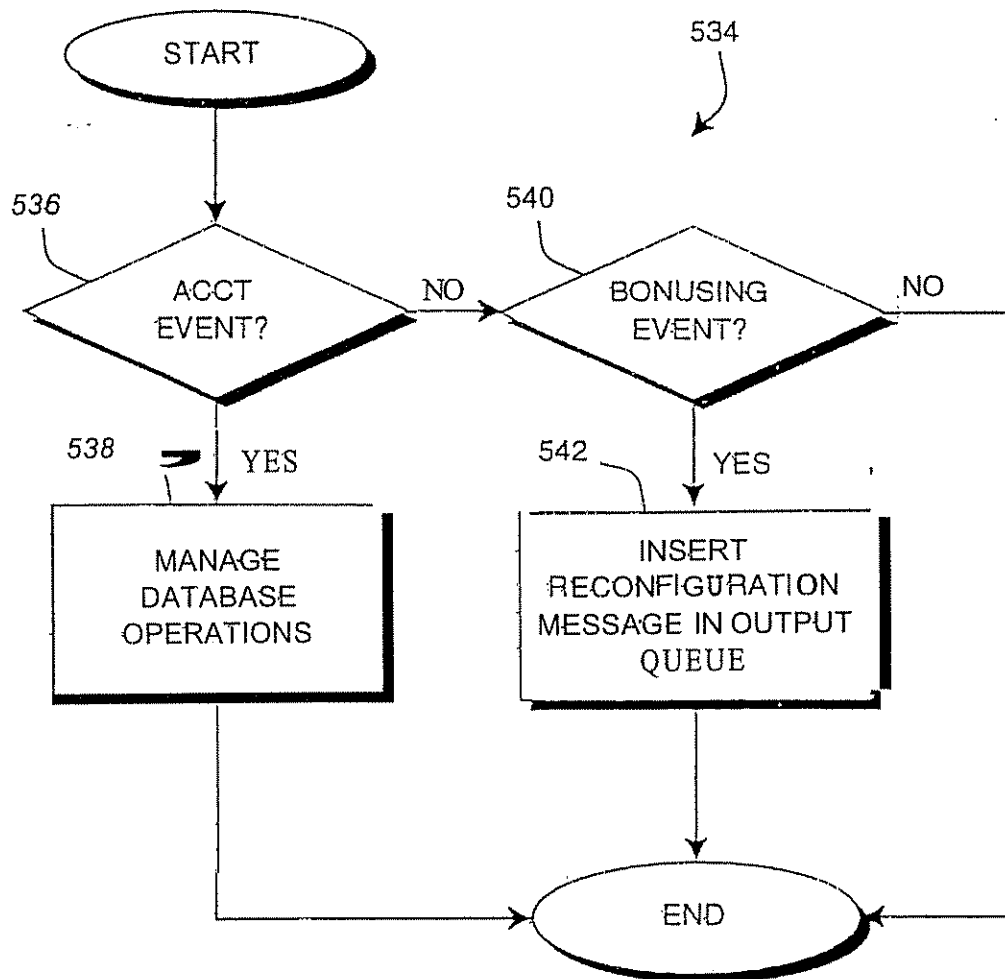 START
534
536
ACCT
EVENT?
NO
540
BONUSING
EVENT?
NO
538
YES
MANAGE
DATABASE
OPERATIONS
542
YES
INSERT
RECONFIGURATION
MESSAGE IN OUTPUT
QUEUE
END